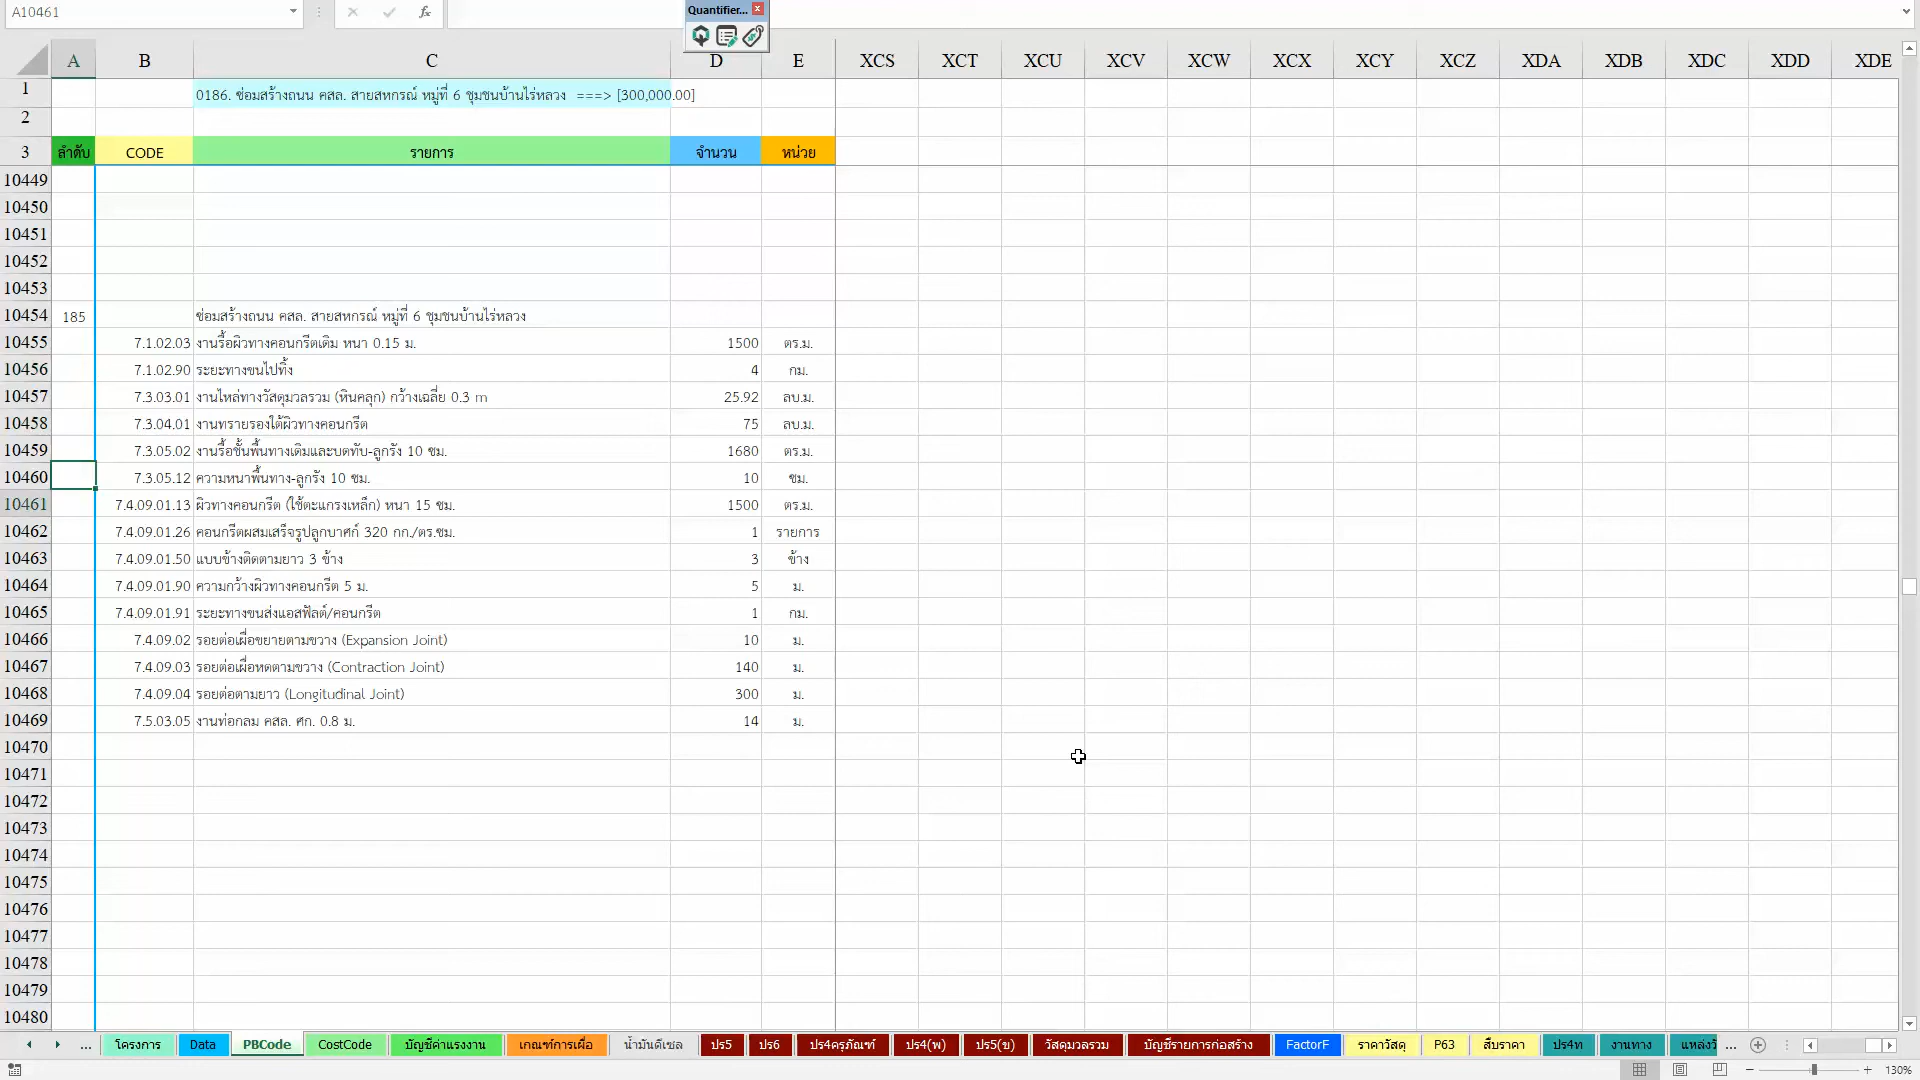 A10461
Quantifier...
A B C D E XCS XCT XCU XCV XCW XCX XCY XCZ XDA XDB XDC XDD XDE
1 0186. ซ่อมสร้างถนน คสล. สายสหกรณ์ หมู่ที่ 6 ชุมชนบ้านไร่หลวง ===> [300,000.00]
2
3 ลำดับ CODE รายการ จำนวน หน่วย
10449
10450
10451
10452
10453
10454 185 ซ่อมสร้างถนน คสล. สายสหกรณ์ หมู่ที่ 6 ชุมชนบ้านไร่หลวง
10455 7.1.02.03 งานรื้อผิวทางคอนกรีตเดิม หนา 0.15 ม. 1500 ตร.ม.
10456 7.1.02.90 ระยะทางขนไปทิ้ง 4 กม.
10457 7.3.03.01 งานไหล่ทางวัสดุมวลรวม (หินคลุก) กว้างเฉลี่ย 0.3 m 25.92 ลบ.ม.
10458 7.3.04.01 งานทรายรองใต้ผิวทางคอนกรีต 75 ลบ.ม.
10459 7.3.05.02 งานรื้อชั้นพื้นทางเดิมและบดทับ-ลูกรัง 10 ซม. 1680 ตร.ม.
10460 7.3.05.12 ความหนาพื้นทาง-ลูกรัง 10 ซม. 10 ซม.
10461 7.4.09.01.13 ผิวทางคอนกรีต (ใช้ตะแกรงเหล็ก) หนา 15 ซม. 1500 ตร.ม.
10462 7.4.09.01.26 คอนกรีตผสมเสร็จรูปลูกบาศก์ 320 กก./ตร.ซม. 1 รายการ
10463 7.4.09.01.50 แบบข้างติดตามยาว 3 ข้าง 3 ข้าง
10464 7.4.09.01.90 ความกว้างผิวทางคอนกรีต 5 ม. 5 ม.
10465 7.4.09.01.91 ระยะทางขนส่งแอสฟัลต์/คอนกรีต 1 กม.
10466 7.4.09.02 รอยต่อเผื่อขยายตามขวาง (Expansion Joint) 10 ม.
10467 7.4.09.03 รอยต่อเผื่อหดตามขวาง (Contraction Joint) 140 ม.
10468 7.4.09.04 รอยต่อตามยาว (Longitudinal Joint) 300 ม.
10469 7.5.03.05 งานท่อกลม คสล. ศก. 0.8 ม. 14 ม.
10470
10471
10472
10473
10474
10475
10476
10477
10478
10479
10480
... โครงการ Data PBCode CostCode บัญชีค่าแรงงาน เกณฑ์การเผื่อ น้ำมันดีเซล ปร5 ปร6 ปร4ครุภัณฑ์ ปร4(พ) ปร5(ข) วัสดุมวลรวม บัญชีรายการก่อสร้าง FactorF ราคาวัสดุ P63 สืบราคา ปร4ท งานทาง แหล่งวั ...
130%